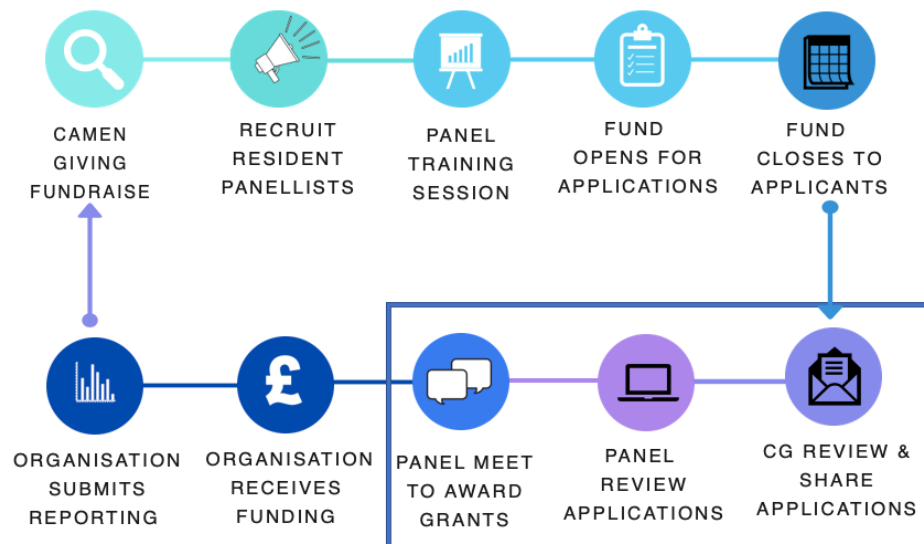 CAMEN
GIVING
FUNDRAISE
RECRUIT
RESIDENT
PANELLISTS
PANEL
TRAINING
SESSION
FUND
OPENS FOR
APPLICATIONS
FUND
CLOSES TO
APPLICANTS
CG REVIEW &
SHARE
APPLICATIONS
PANEL
REVIEW
APPLICATIONS
PANEL MEET
TO AWARD
GRANTS
£
ORGANISATION
RECEIVES
FUNDING
ORGANISATION
SUBMITS
REPORTING